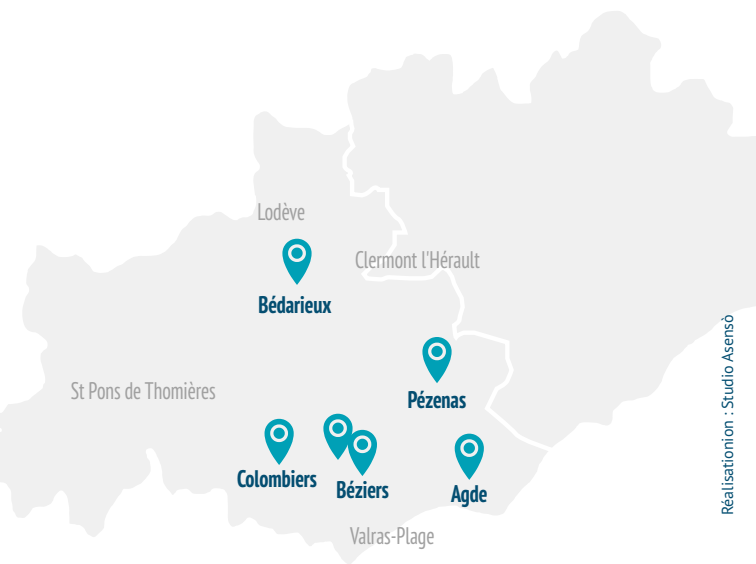 Lodève
Clermont l'Hérault
Bédarieux
St Pons de Thomières
Pézenas
Colombiers
Béziers
Agde
Valras-Plage
Réalisationion : Studio Asensò